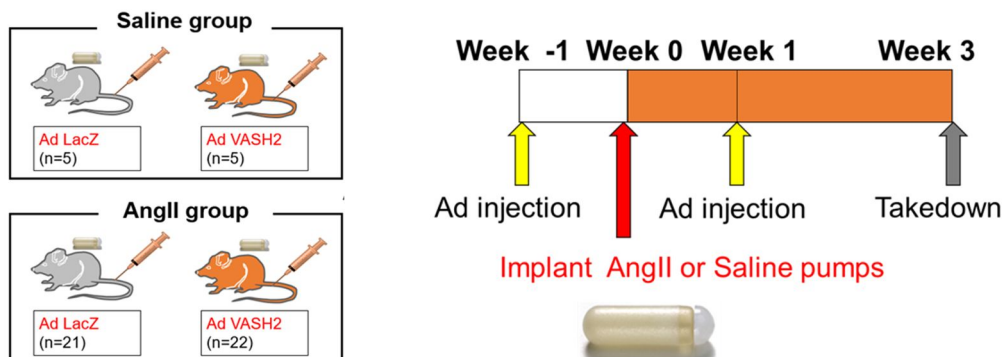 Saline group
Ad LacZ
(n=5)
Ad VASH2
(n=5)
AngII group
Ad LacZ
(n=21)
Ad VASH2
(n=22)
Week -1 Week 0 Week 1 Week 3
Ad injection Ad injection Takedown
Implant AngII or Saline pumps